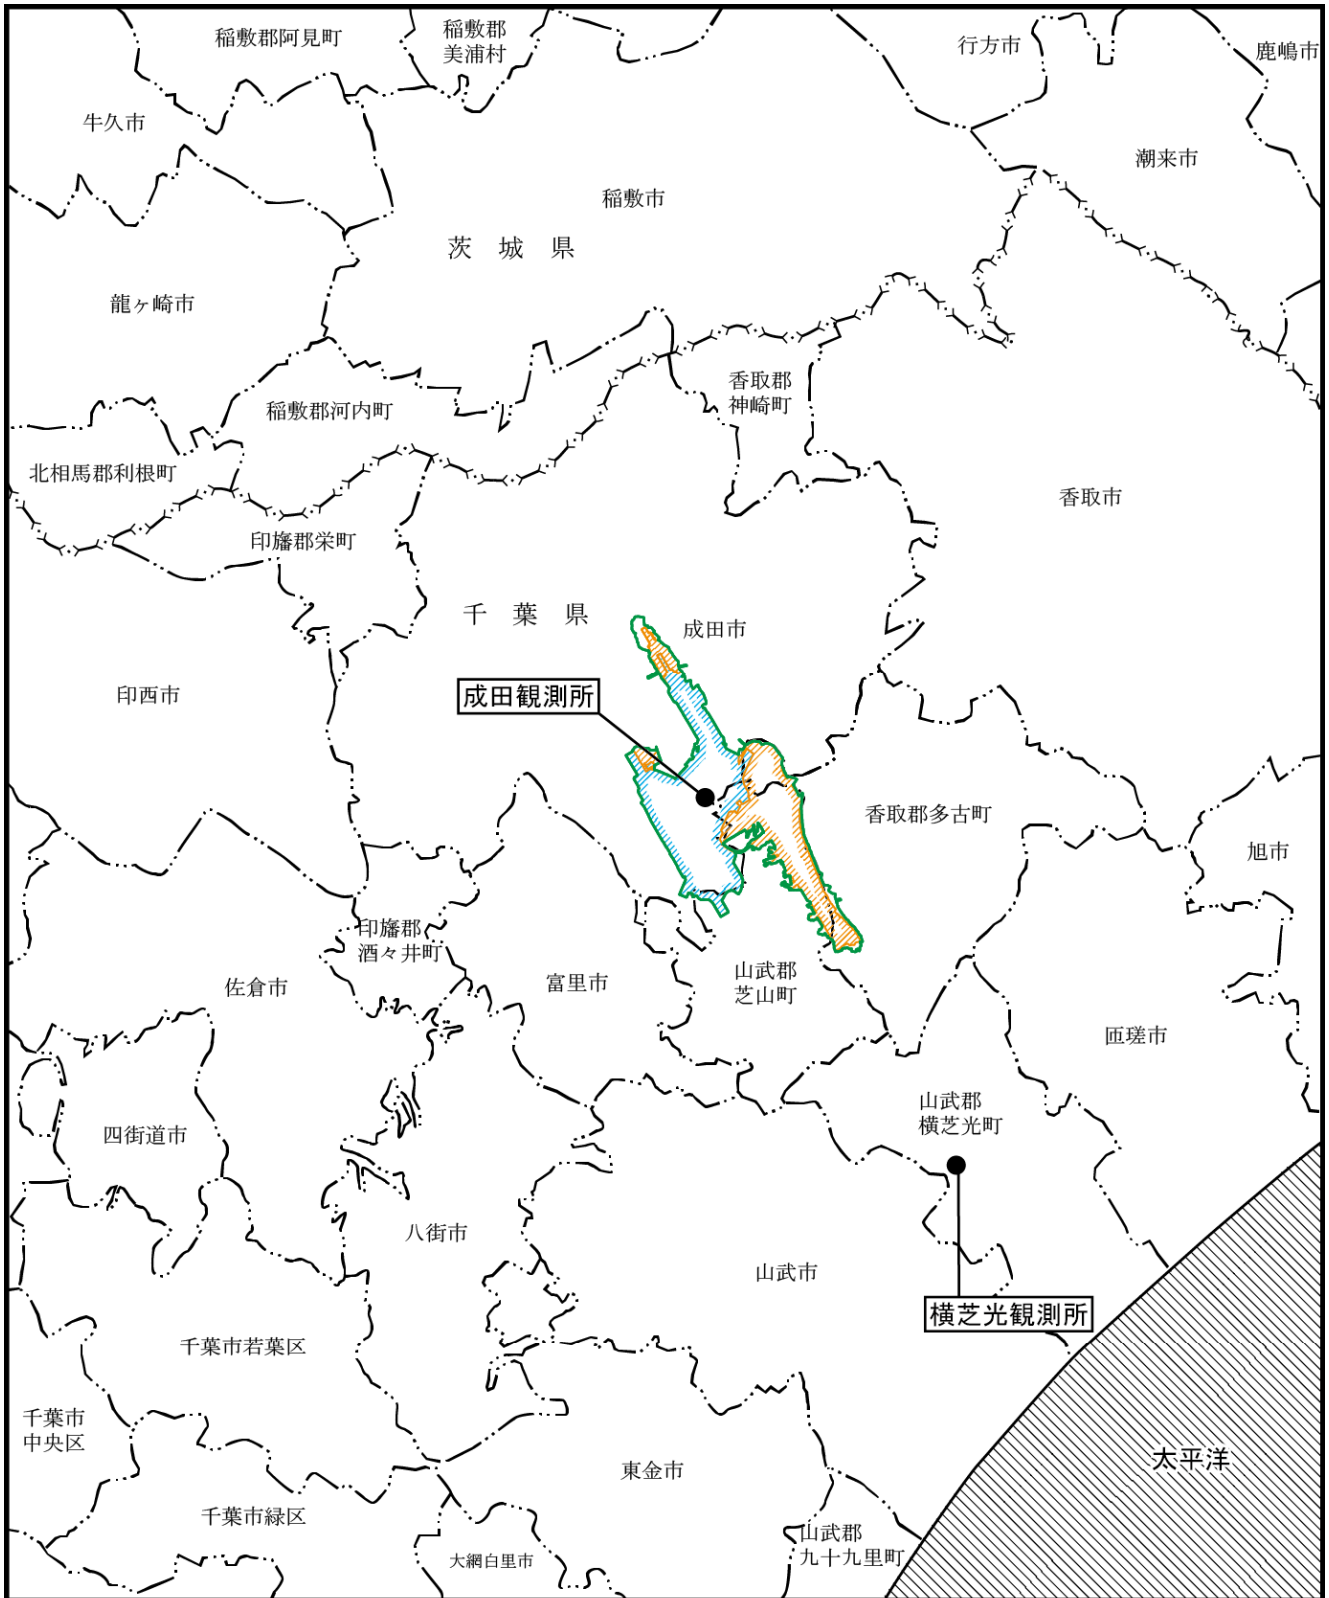 稲敷郡阿見町
稲敷郡
美浦村
行方市
鹿嶋市
牛久市
潮来市
稲敷市
茨城県
龍ヶ崎市
香取郡
神崎町
稲敷郡河内町
北相馬郡利根町
香取市
印旛郡栄町
千葉県
成田市
印西市
成田観測所
香取郡多古町
旭市
印旛郡
酒々井町
佐倉市
富里市
山武郡
芝山町
匝瑳市
山武郡
横芝光町
四街道市
八街市
山武市
横芝光観測所
千葉市若葉区
千葉市
中央区
太平洋
東金市
千葉市緑区
山武郡
九十九里町
大網白里市